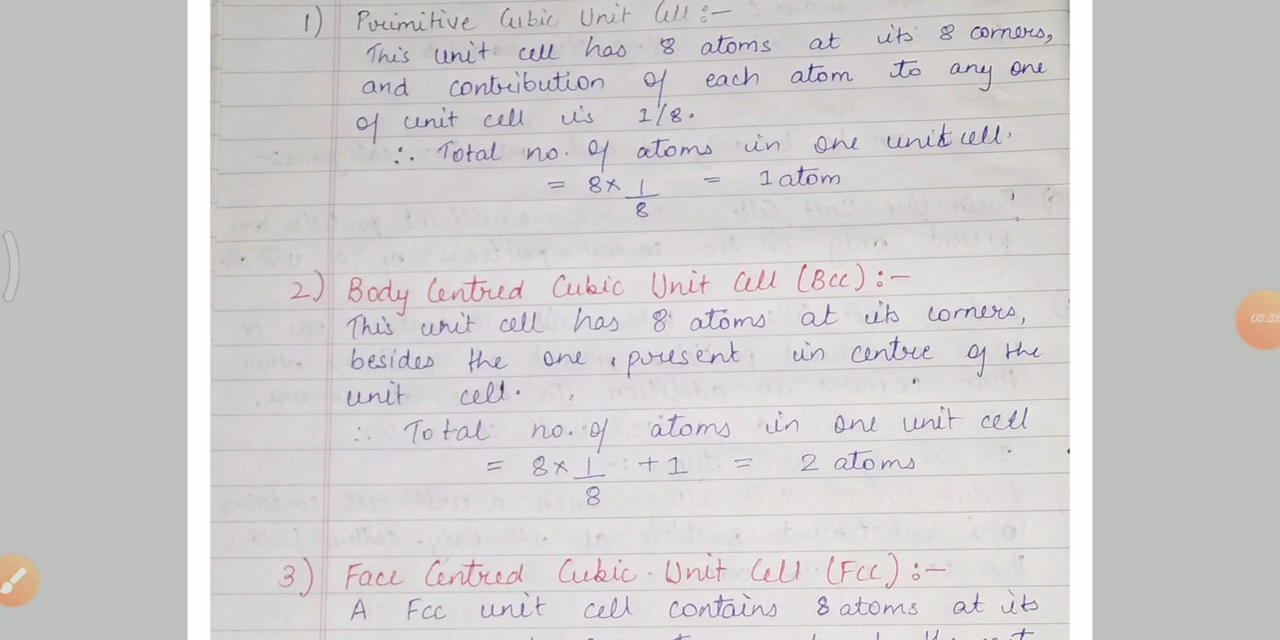 1) Primitive Cubic Unit Cell :-
This unit cell has 8 atoms at its 8 corners,
and contribution of each atom to any one
of unit cell is 1/8.
∴ Total no. of atoms in one unit cell.
= 8 × 1/8 = 1 atom
2) Body Centred Cubic Unit Cell (Bcc) :-
This unit cell has 8 atoms at its corners,
besides the one present in centre of the
unit cell.
∴ Total no. of atoms in one unit cell
= 8 × 1/8 + 1 = 2 atoms
3) Face Centred Cubic Unit Cell (Fcc) :-
A Fcc unit cell contains 8 atoms at its